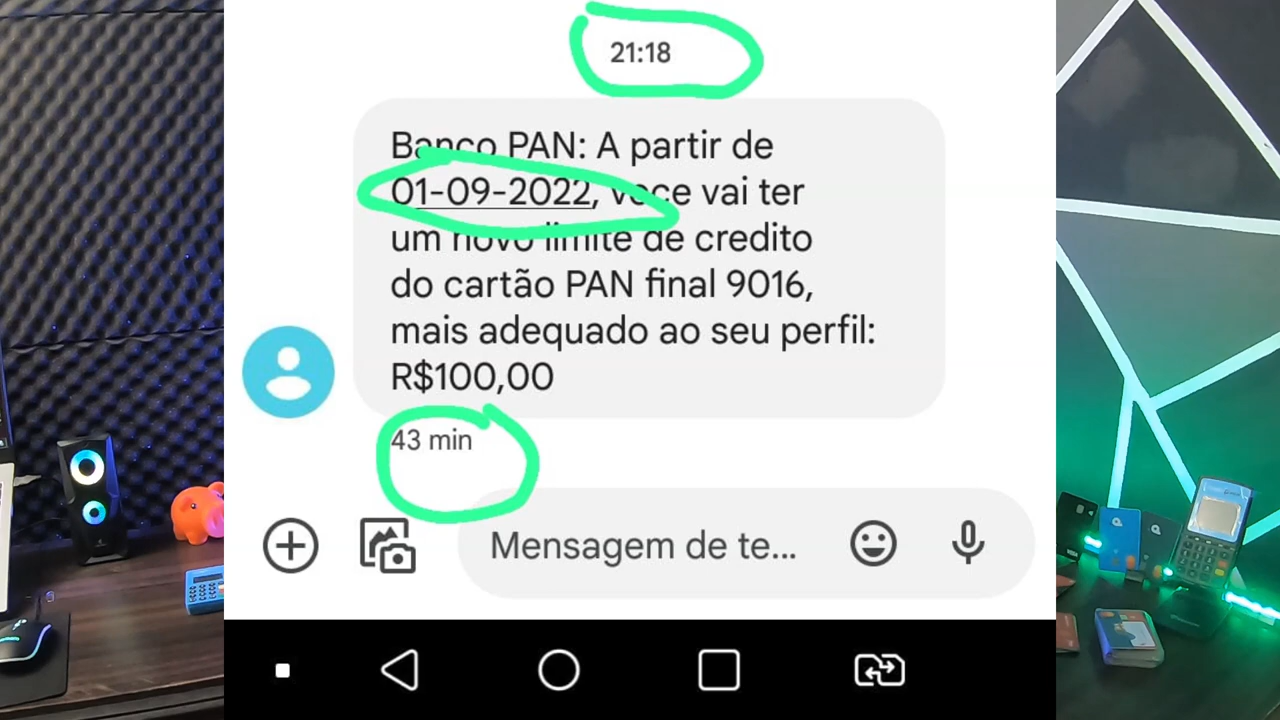 21:18
Banco PAN: A partir de
01-09-2022, voce vai ter
um novo limite de credito
do cartão PAN final 9016,
mais adequado ao seu perfil:
R$100,00
43 min
Mensagem de te...
VISA